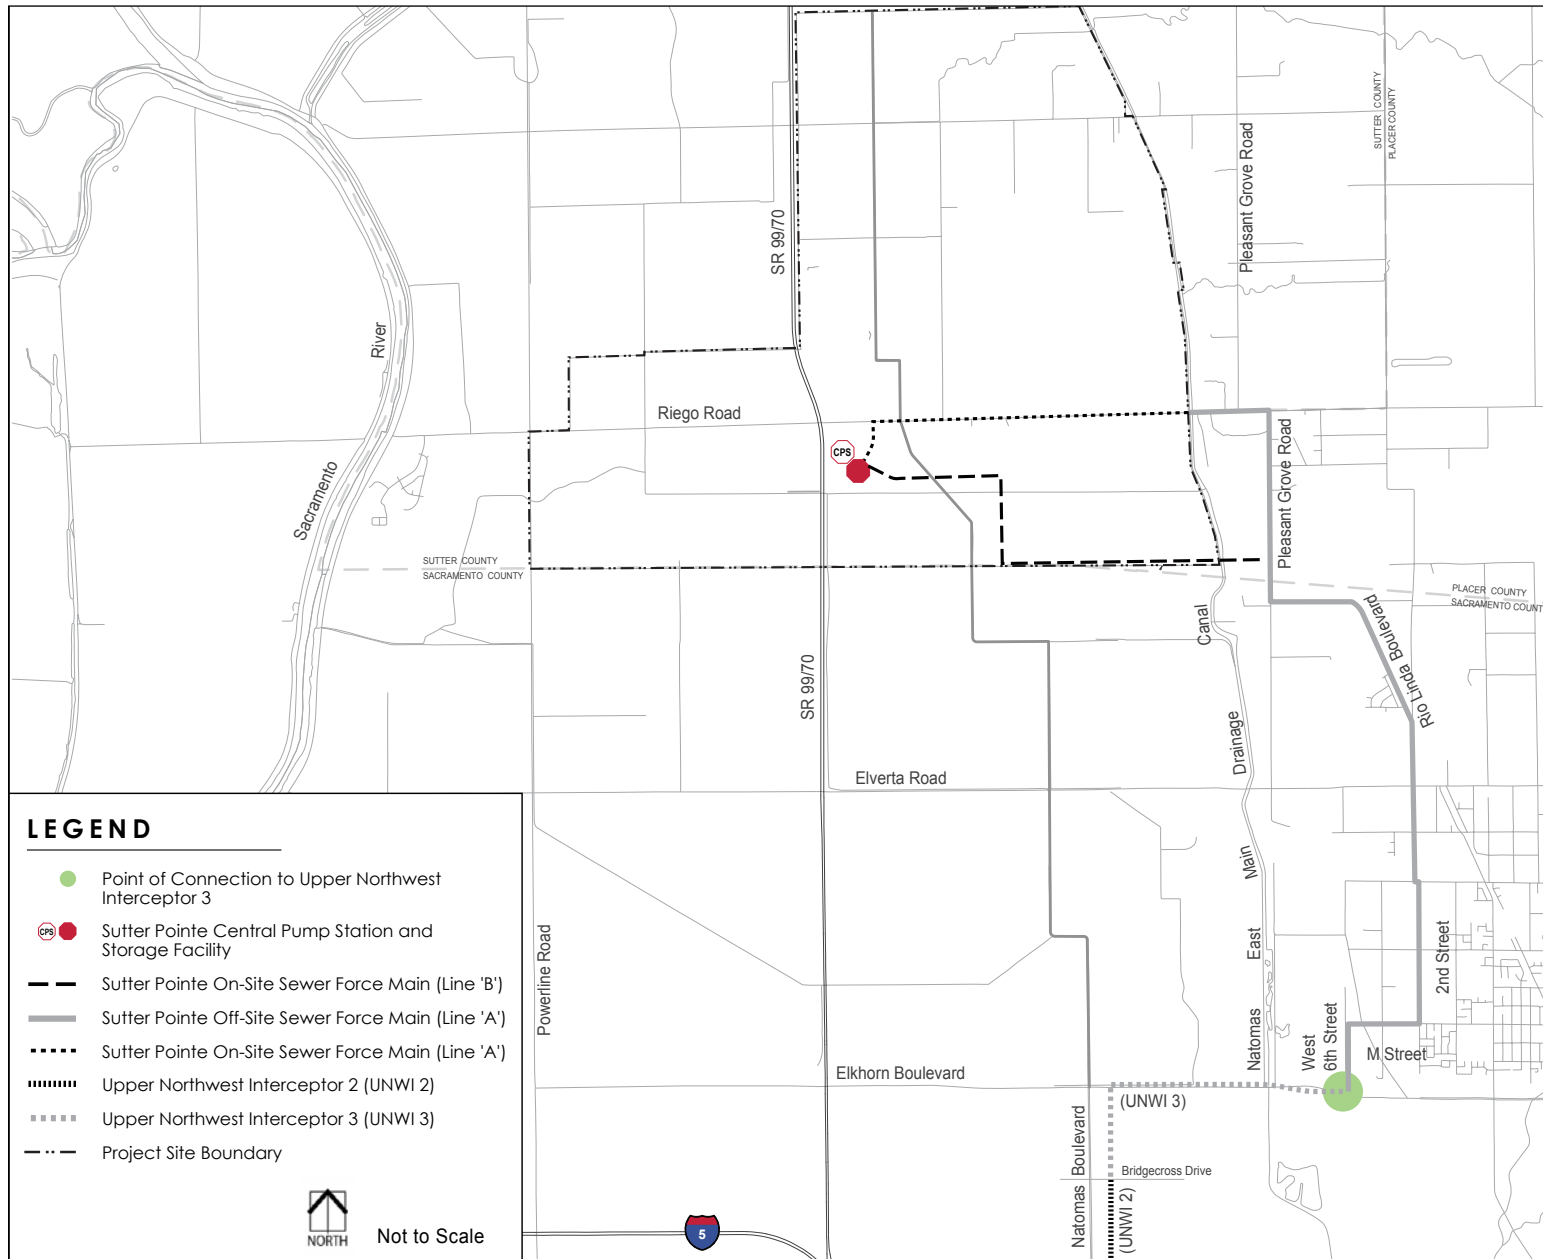 SUTTER COUNTY
PLACER COUNTY
Pleasant Grove Road
SR 99/70
River
Riego Road
CPS
Pleasant Grove Road
Sacramento
SUTTER COUNTY
SACRAMENTO COUNTY
PLACER COUNTY
SACRAMENTO COUNT
Canal
Rio Linda Boulevard
SR 99/70
Drainage
Elverta Road
Main
East
Natomas
2nd Street
West
6th Street
M Street
Powerline Road
Elkhorn Boulevard
(UNWI 3)
Natomas Boulevard
Bridgecross Drive
(UNWI 2)
5
LEGEND
Point of Connection to Upper Northwest
Interceptor 3
CPS
Sutter Pointe Central Pump Station and
Storage Facility
Sutter Pointe On-Site Sewer Force Main (Line 'B')
Sutter Pointe Off-Site Sewer Force Main (Line 'A')
Sutter Pointe On-Site Sewer Force Main (Line 'A')
Upper Northwest Interceptor 2 (UNWI 2)
Upper Northwest Interceptor 3 (UNWI 3)
Project Site Boundary
NORTH
Not to Scale